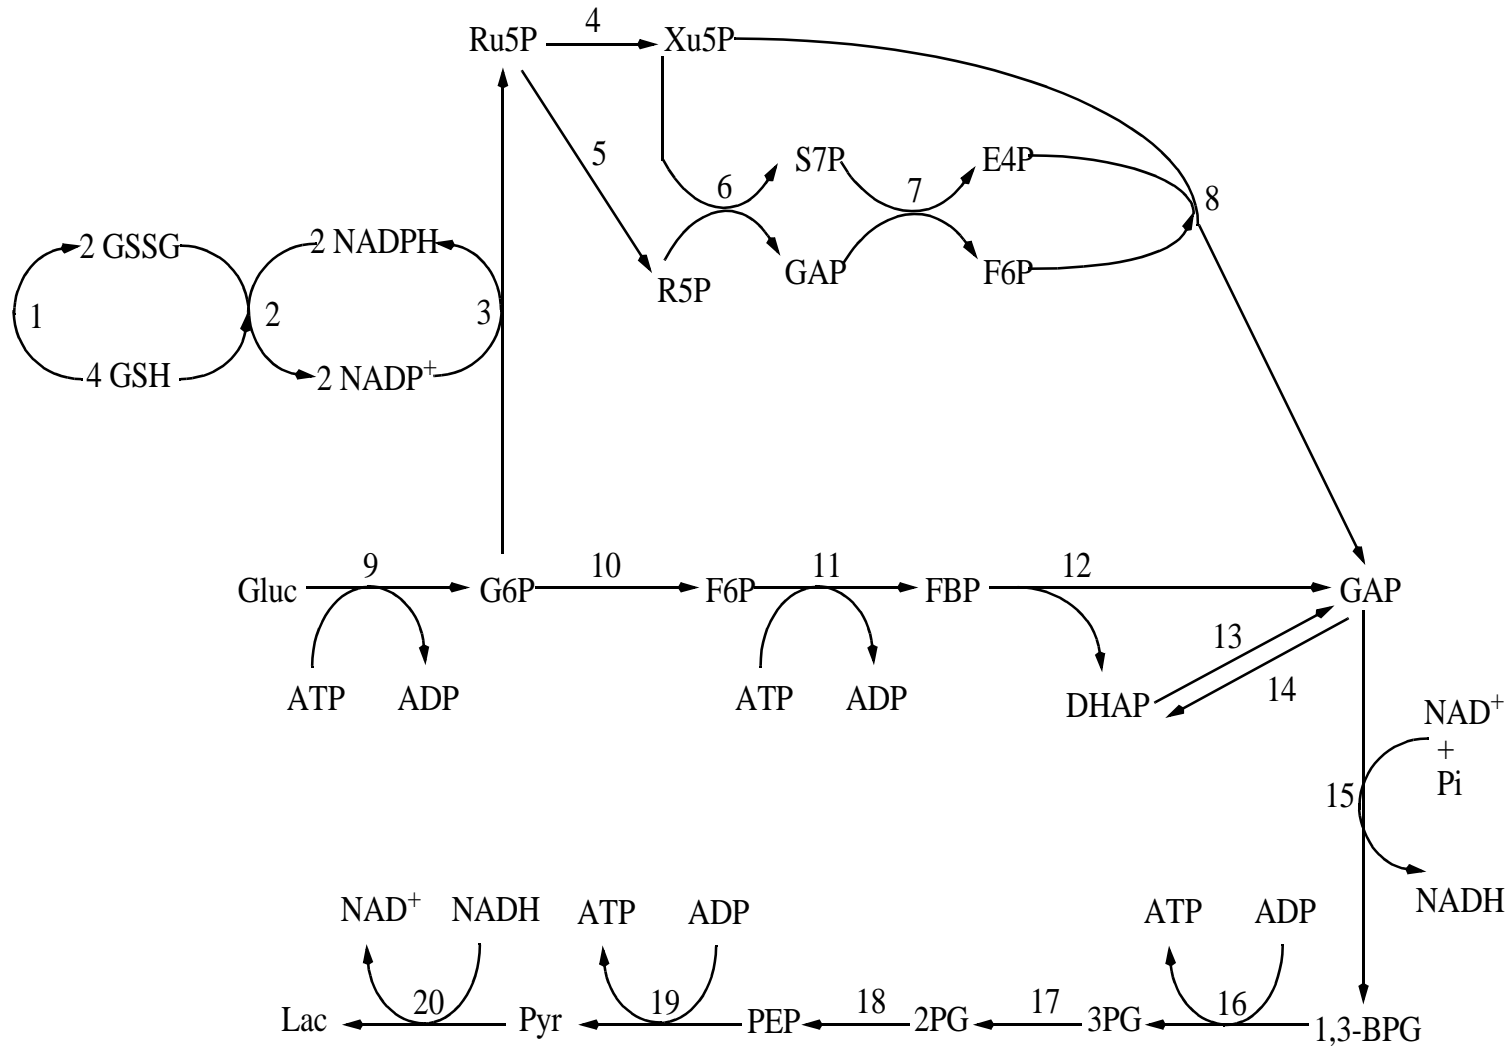 4
Ru5P Xu5P
5
S7P E4P
6 7 8
2 GSSG 2 NADPH
GAP F6P
R5P
1 2 3
4 GSH 2 NADP+
9 10 11 12
Gluc G6P F6P FBP GAP
13
14
ATP ADP ATP ADP DHAP
NAD+
+
Pi
15
NAD+ NADH ATP ADP ATP ADP NADH
20 19 18 17 16
Lac Pyr PEP 2PG 3PG 1,3-BPG